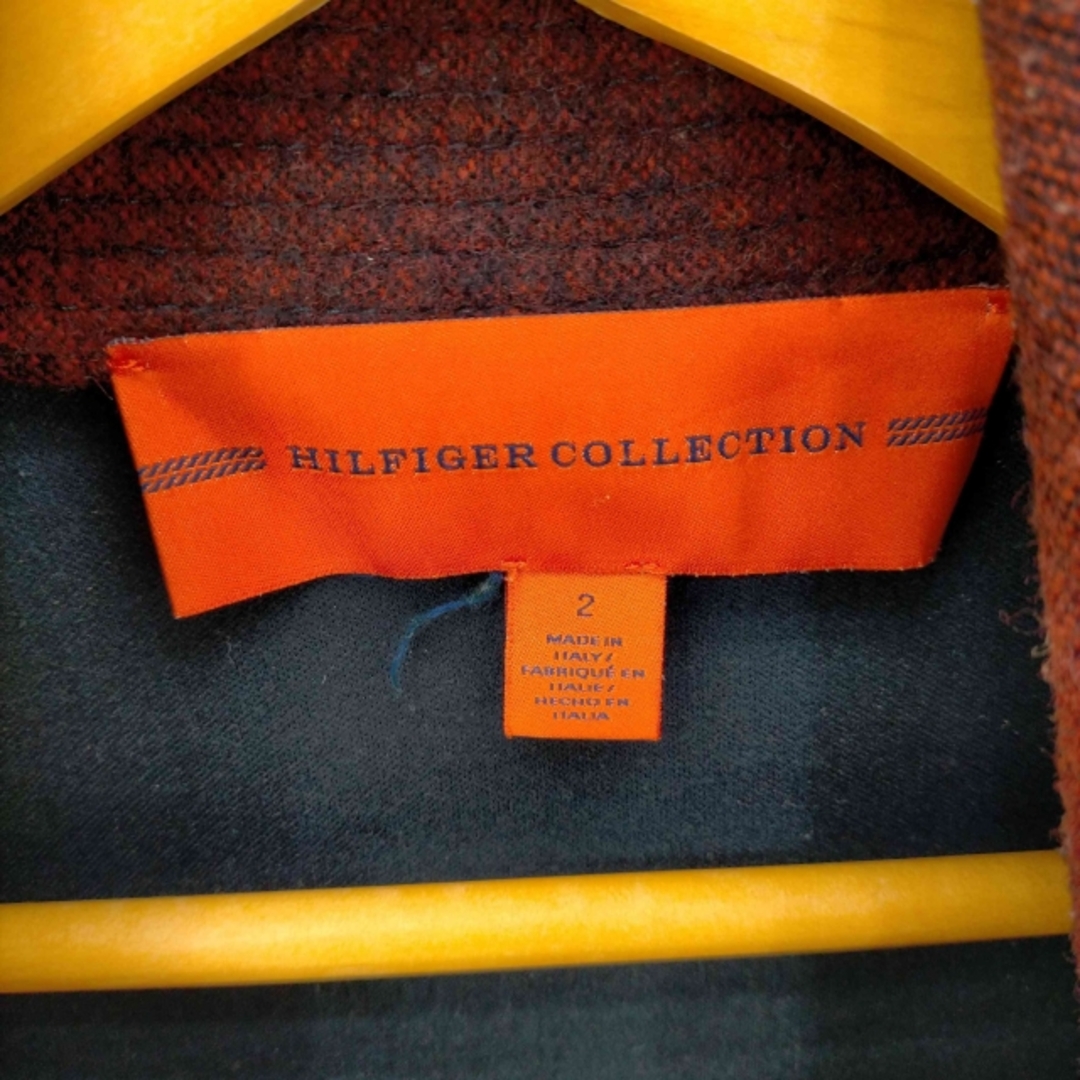 HILFIGER COLLECTION
2
MADE IN
ITALY/
FABRIQUÉ EN
ITALIE/
HECHO EN
ITALIA